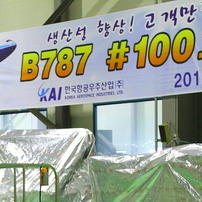 생산성 향상! 고객만
B787 #100
KAI 한국항공우주산업(주)
KOREA AEROSPACE INDUSTRIES, LTD.
201